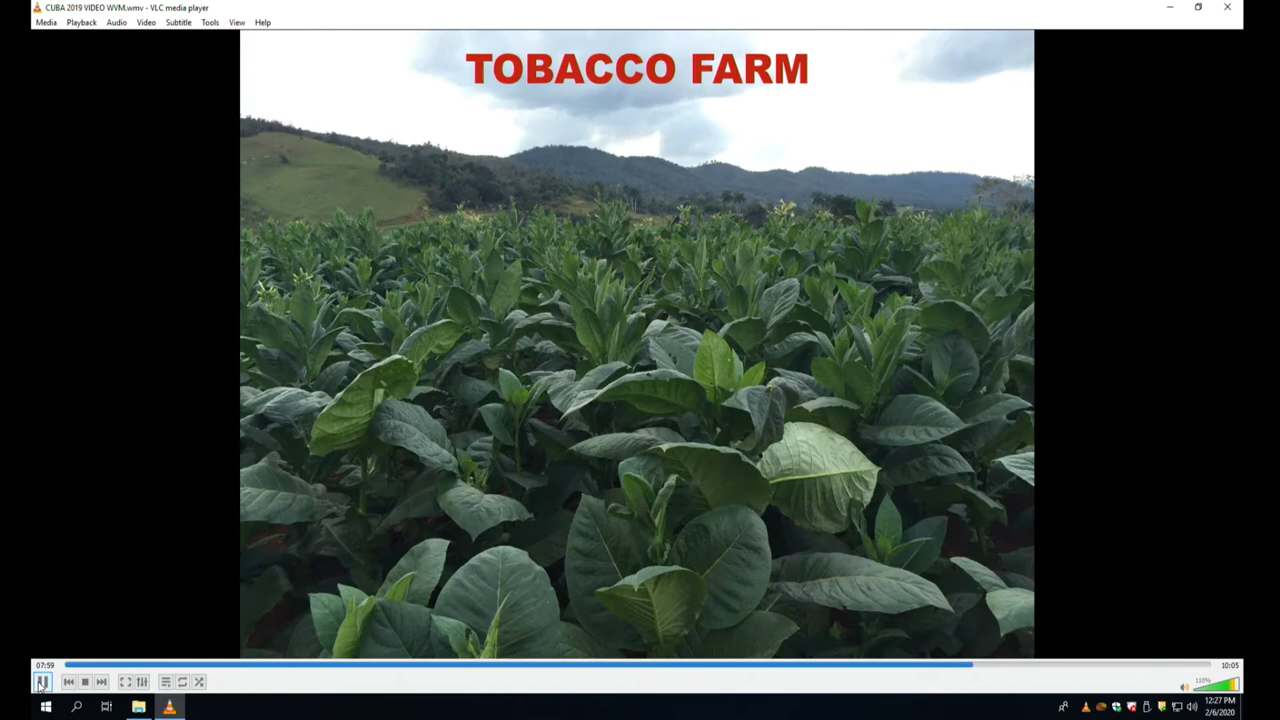 CUBA 2019 VIDEO WVM.wmv - VLC media player
Media Playback Audio Video Subtitle Tools View Help
TOBACCO FARM
07:59
10:05
110%
12:27 PM
2/6/2020